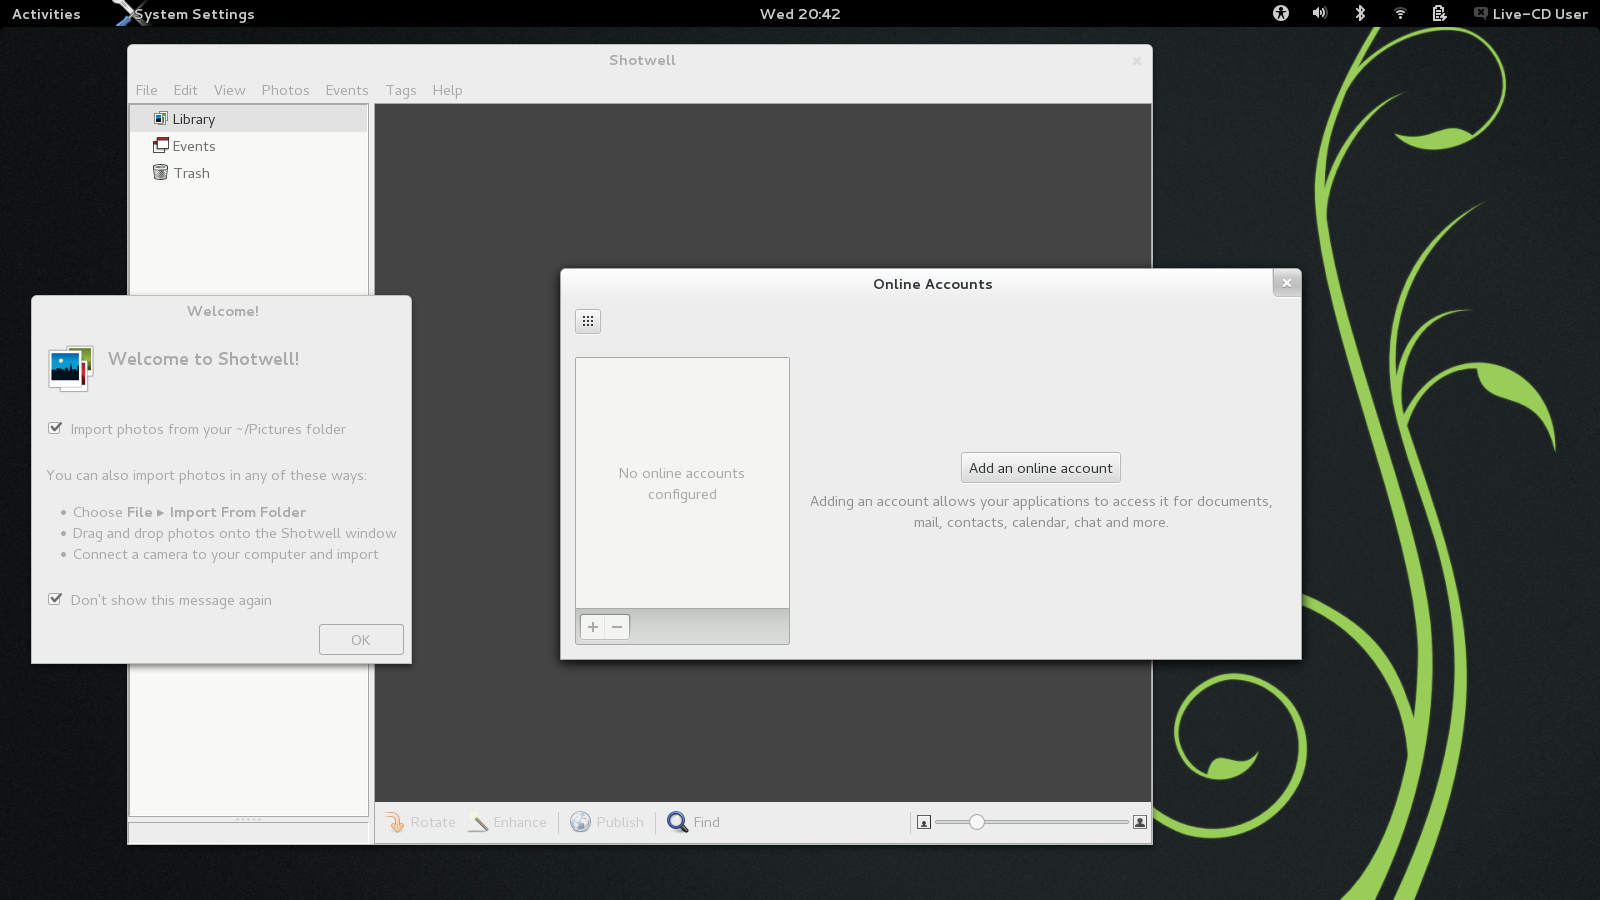 Activities
System Settings
Wed 20:42
Live-CD User
Shotwell
File Edit View Photos Events Tags Help
Library
Events
Trash
Welcome!
Welcome to Shotwell!
Import photos from your ~/Pictures folder
You can also import photos in any of these ways:
• Choose File ▸ Import From Folder
• Drag and drop photos onto the Shotwell window
• Connect a camera to your computer and import
Don't show this message again
OK
Online Accounts
No online accounts
configured
Add an online account
Adding an account allows your applications to access it for documents,
mail, contacts, calendar, chat and more.
Rotate Enhance Publish Find